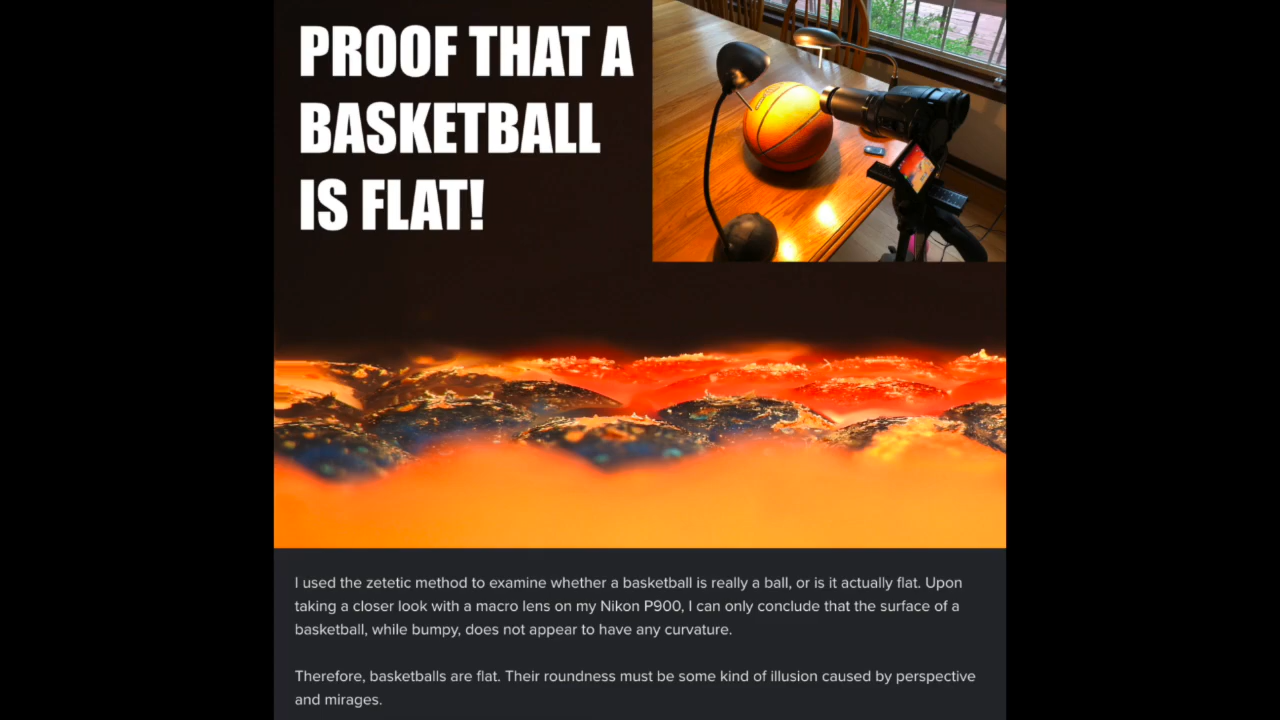 PROOF THAT A
BASKETBALL
IS FLAT!
I used the zetetic method to examine whether a basketball is really a ball, or is it actually flat. Upon
taking a closer look with a macro lens on my Nikon P900, I can only conclude that the surface of a
basketball, while bumpy, does not appear to have any curvature.
Therefore, basketballs are flat. Their roundness must be some kind of illusion caused by perspective
and mirages.